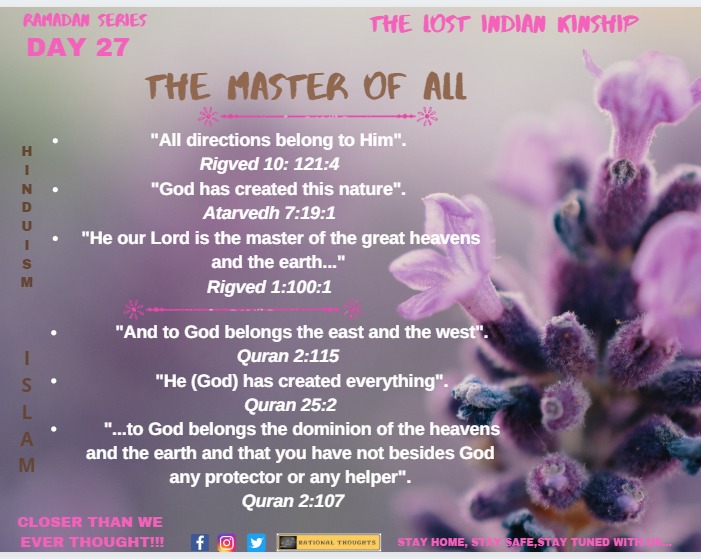 RAMADAN SERIES
DAY 27
THE LOST INDIAN KINSHIP
THE MASTER OF ALL
HINDUISM
• "All directions belong to Him".
Rigved 10: 121:4
• "God has created this nature".
Atarvedh 7:19:1
• "He our Lord is the master of the great heavens
and the earth..."
Rigved 1:100:1
ISLAM
• "And to God belongs the east and the west".
Quran 2:115
• "He (God) has created everything".
Quran 25:2
• "...to God belongs the dominion of the heavens
and the earth and that you have not besides God
any protector or any helper".
Quran 2:107
CLOSER THAN WE
EVER THOUGHT!!!
RATIONAL THOUGHTS
STAY HOME, STAY SAFE,STAY TUNED WITH